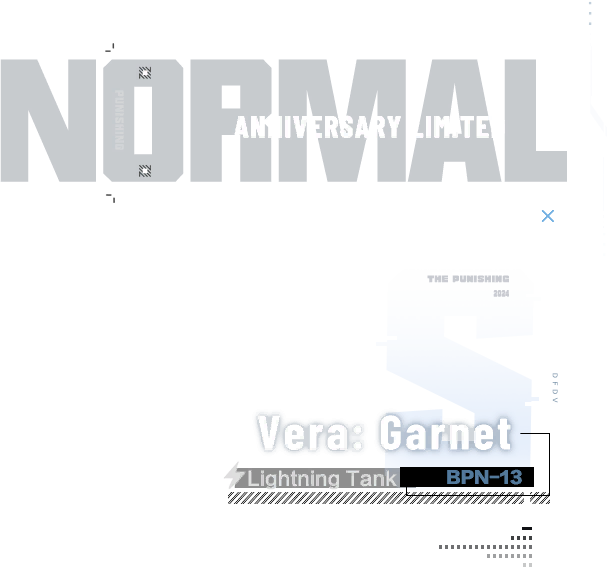 NORMAL
PUNISHING
ANNIVERSARY LIMITED
THE PUNISHING
2024
S
DFDV
Vera: Garnet
Lightning Tank
BPN-13